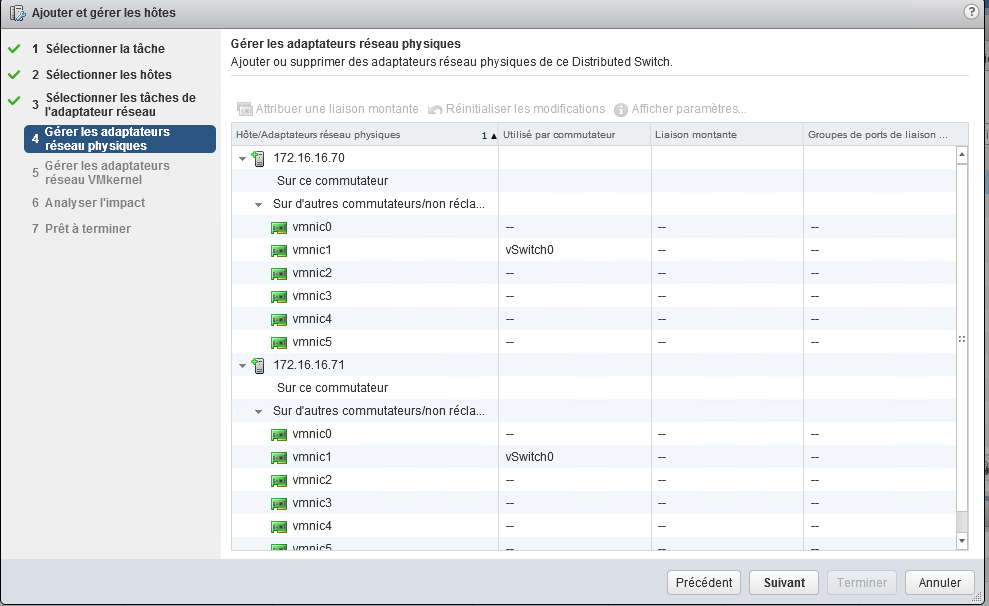 Ajouter et gérer les hôtes
?
1 Sélectionner la tâche
2 Sélectionner les hôtes
3 Sélectionner les tâches de
l'adaptateur réseau
4 Gérer les adaptateurs
réseau physiques
5 Gérer les adaptateurs
réseau VMkernel
6 Analyser l'impact
7 Prêt à terminer
Gérer les adaptateurs réseau physiques
Ajouter ou supprimer des adaptateurs réseau physiques de ce Distributed Switch.
Attribuer une liaison montante Réinitialiser les modifications Afficher paramètres...
Hôte/Adaptateurs réseau physiques 1 ▲ Utilisé par commutateur Liaison montante Groupes de ports de liaison ...
172.16.16.70
Sur ce commutateur
Sur d'autres commutateurs/non récla...
vmnic0 -- -- --
vmnic1 vSwitch0 -- --
vmnic2 -- -- --
vmnic3 -- -- --
vmnic4 -- -- --
vmnic5 -- -- --
172.16.16.71
Sur ce commutateur
Sur d'autres commutateurs/non récla...
vmnic0 -- -- --
vmnic1 vSwitch0 -- --
vmnic2 -- -- --
vmnic3 -- -- --
vmnic4 -- -- --
vmnic5 -- -- --
Précédent Suivant Terminer Annuler